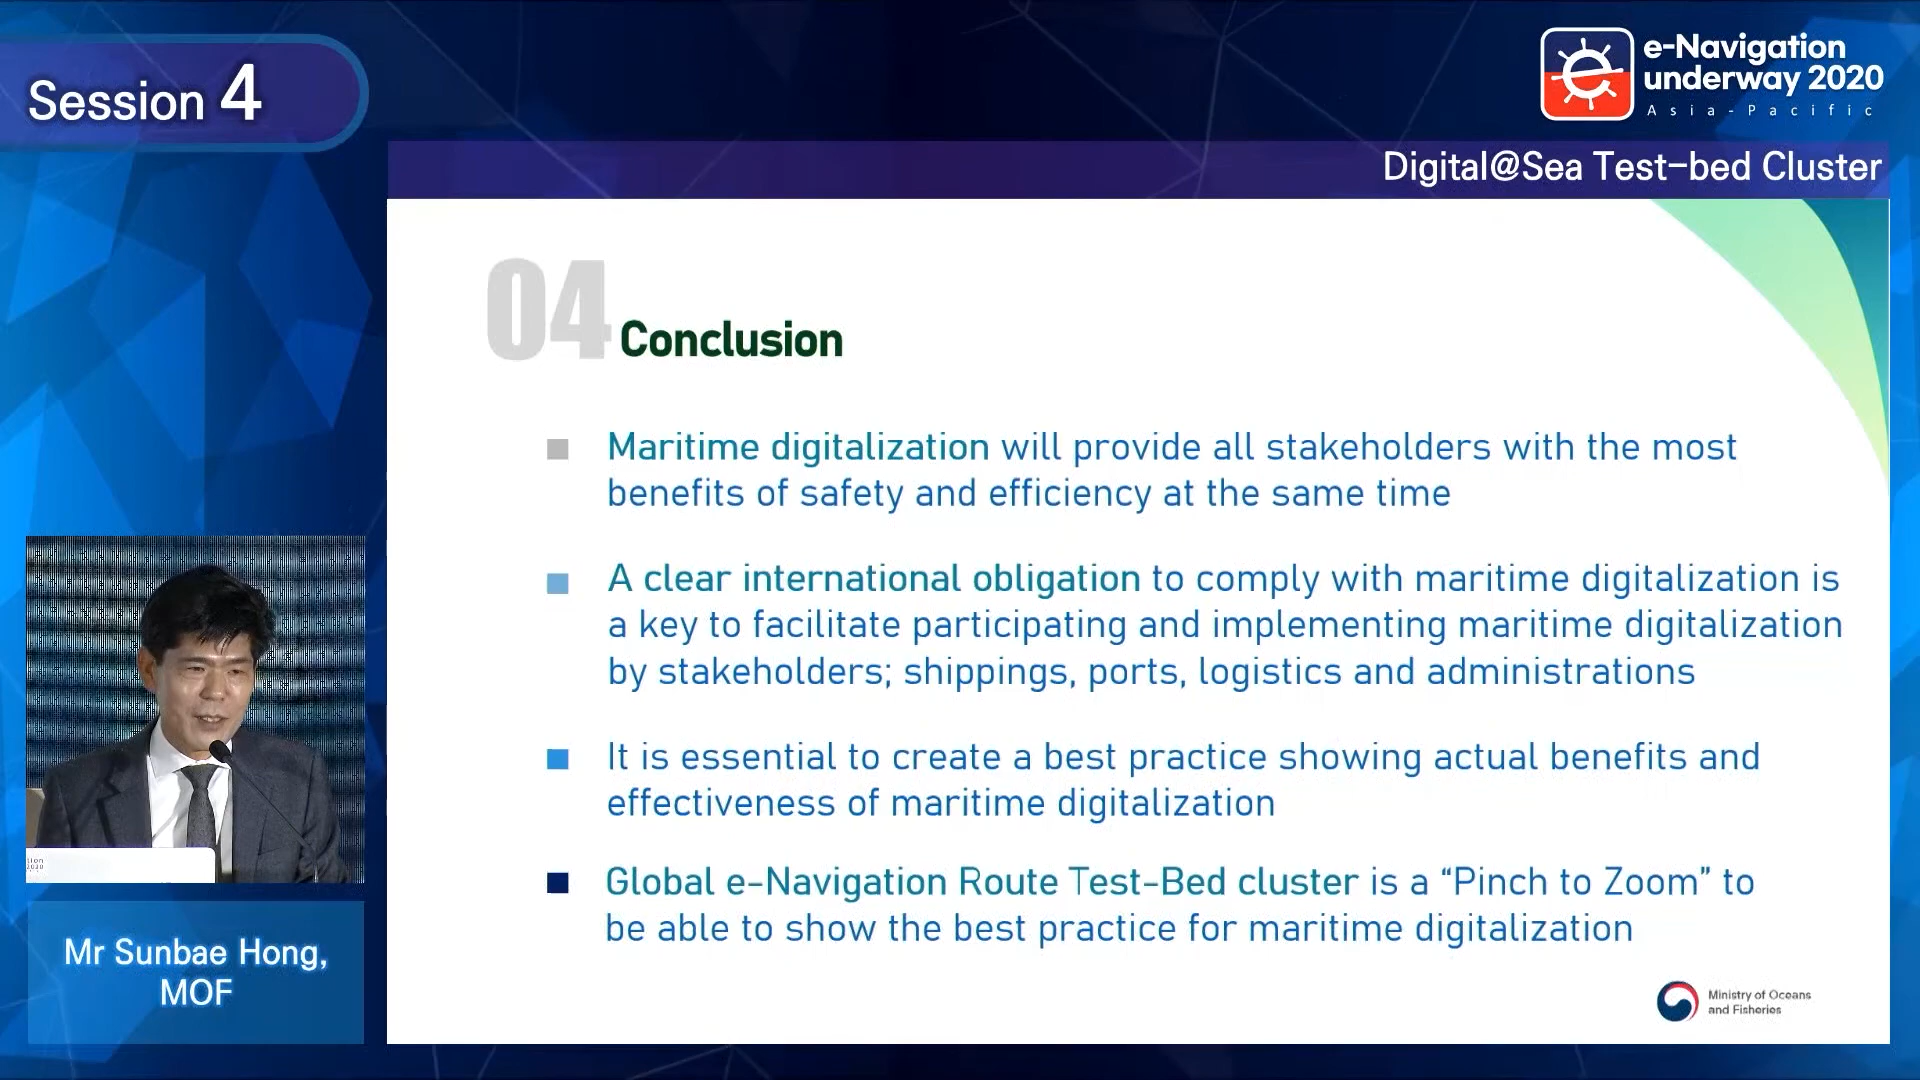 Session 4
e-Navigation
underway 2020
Asia-Pacific
Digital@Sea Test-bed Cluster
04 Conclusion
Maritime digitalization will provide all stakeholders with the most
benefits of safety and efficiency at the same time
A clear international obligation to comply with maritime digitalization is
a key to facilitate participating and implementing maritime digitalization
by stakeholders; shippings, ports, logistics and administrations
It is essential to create a best practice showing actual benefits and
effectiveness of maritime digitalization
Global e-Navigation Route Test-Bed cluster is a “Pinch to Zoom” to
be able to show the best practice for maritime digitalization
Ministry of Oceans
and Fisheries
Mr Sunbae Hong,
MOF